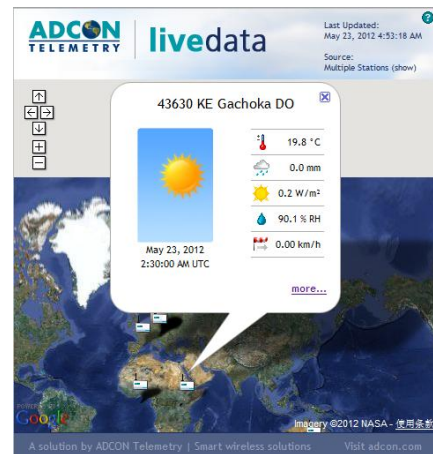 ADCON
TELEMETRY
livedata
Last Updated:
May 23, 2012 4:53:18 AM
Source:
Multiple Stations (show)
?
43630 KE Gachoka DO
19.8 °C
0.0 mm
0.2 W/m²
90.1 % RH
0.00 km/h
May 23, 2012
2:30:00 AM UTC
more...
POWERED BY
Google
Imagery ©2012 NASA - 使用条款
A solution by ADCON Telemetry | Smart wireless solutions
Visit adcon.com